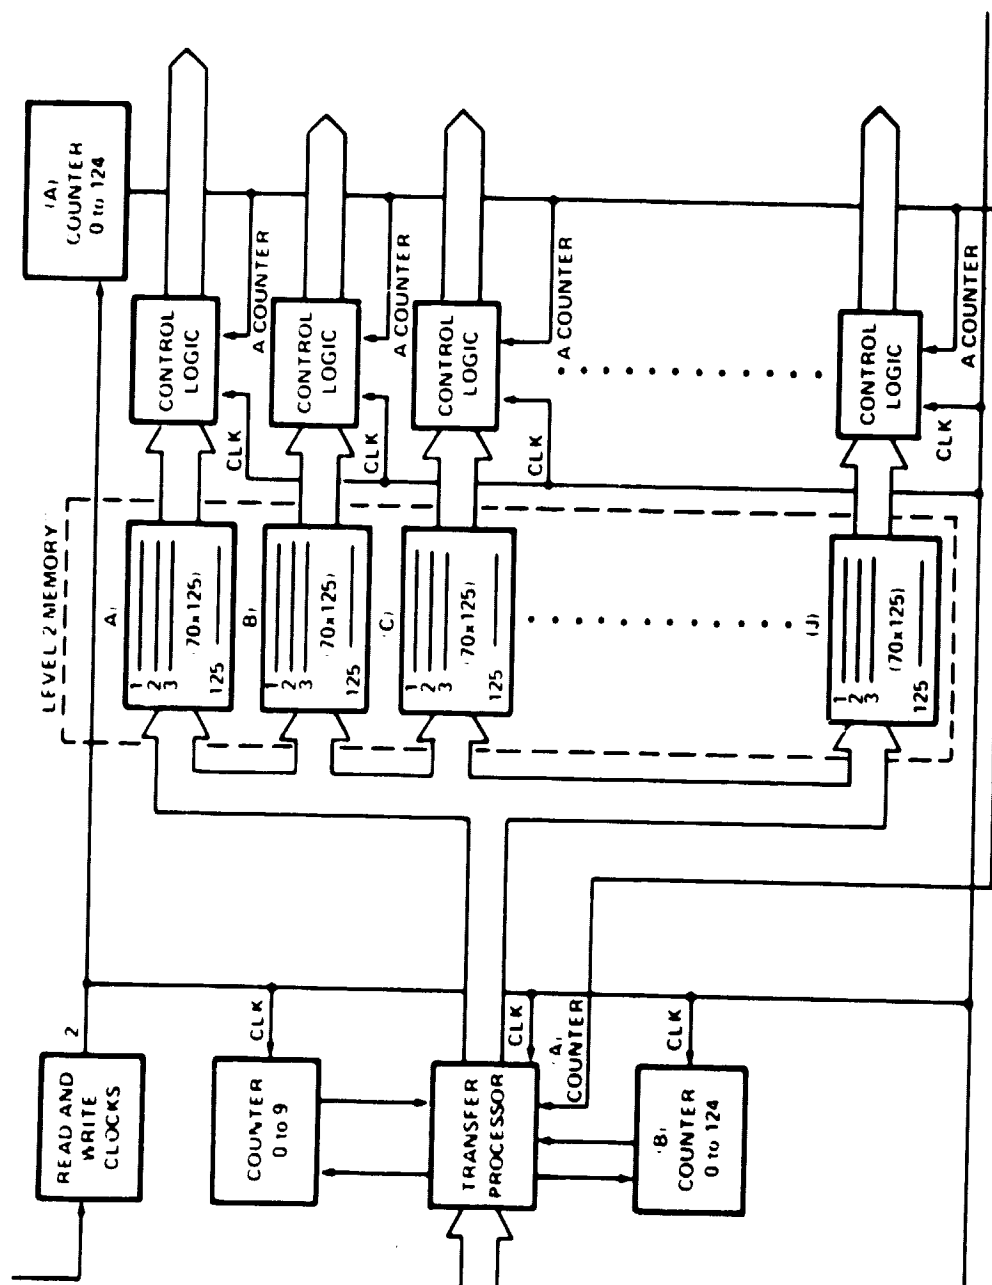 (A)
COUNTER
0 to 124
CONTROL
LOGIC
A COUNTER
CLK
CONTROL
LOGIC
A COUNTER
CLK
CONTROL
LOGIC
A COUNTER
CLK
CONTROL
LOGIC
A COUNTER
CLK
LEVEL 2 MEMORY
A)
1
2
3
(70x125)
125
B)
1
2
3
(70x125)
125
(C)
1
2
3
(70x125)
125
(J)
1
2
3
(70x125)
125
2
READ AND
WRITE
CLOCKS
CLK
COUNTER
0 to 9
CLK
(A)
COUNTER
TRANSFER
PROCESSOR
CLK
(B)
COUNTER
0 to 124